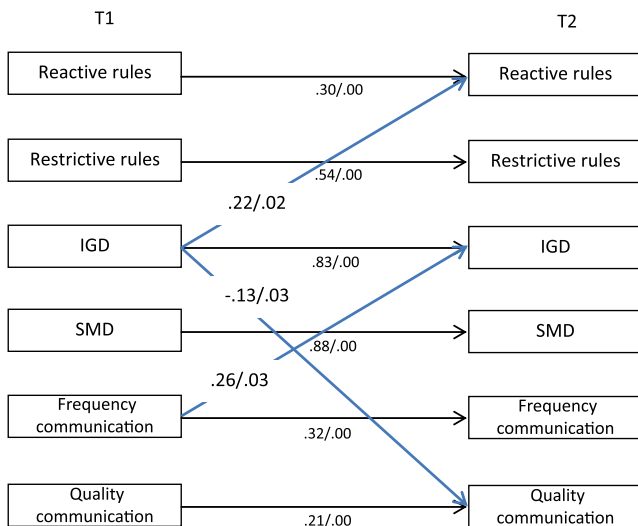 T1
T2
Reactive rules
Reactive rules
.30/.00
Restrictive rules
Restrictive rules
.54/.00
.22/.02
IGD
IGD
.83/.00
-.13/.03
SMD
SMD
.88/.00
.26/.03
Frequency
communication
Frequency
communication
.32/.00
Quality
communication
Quality
communication
.21/.00